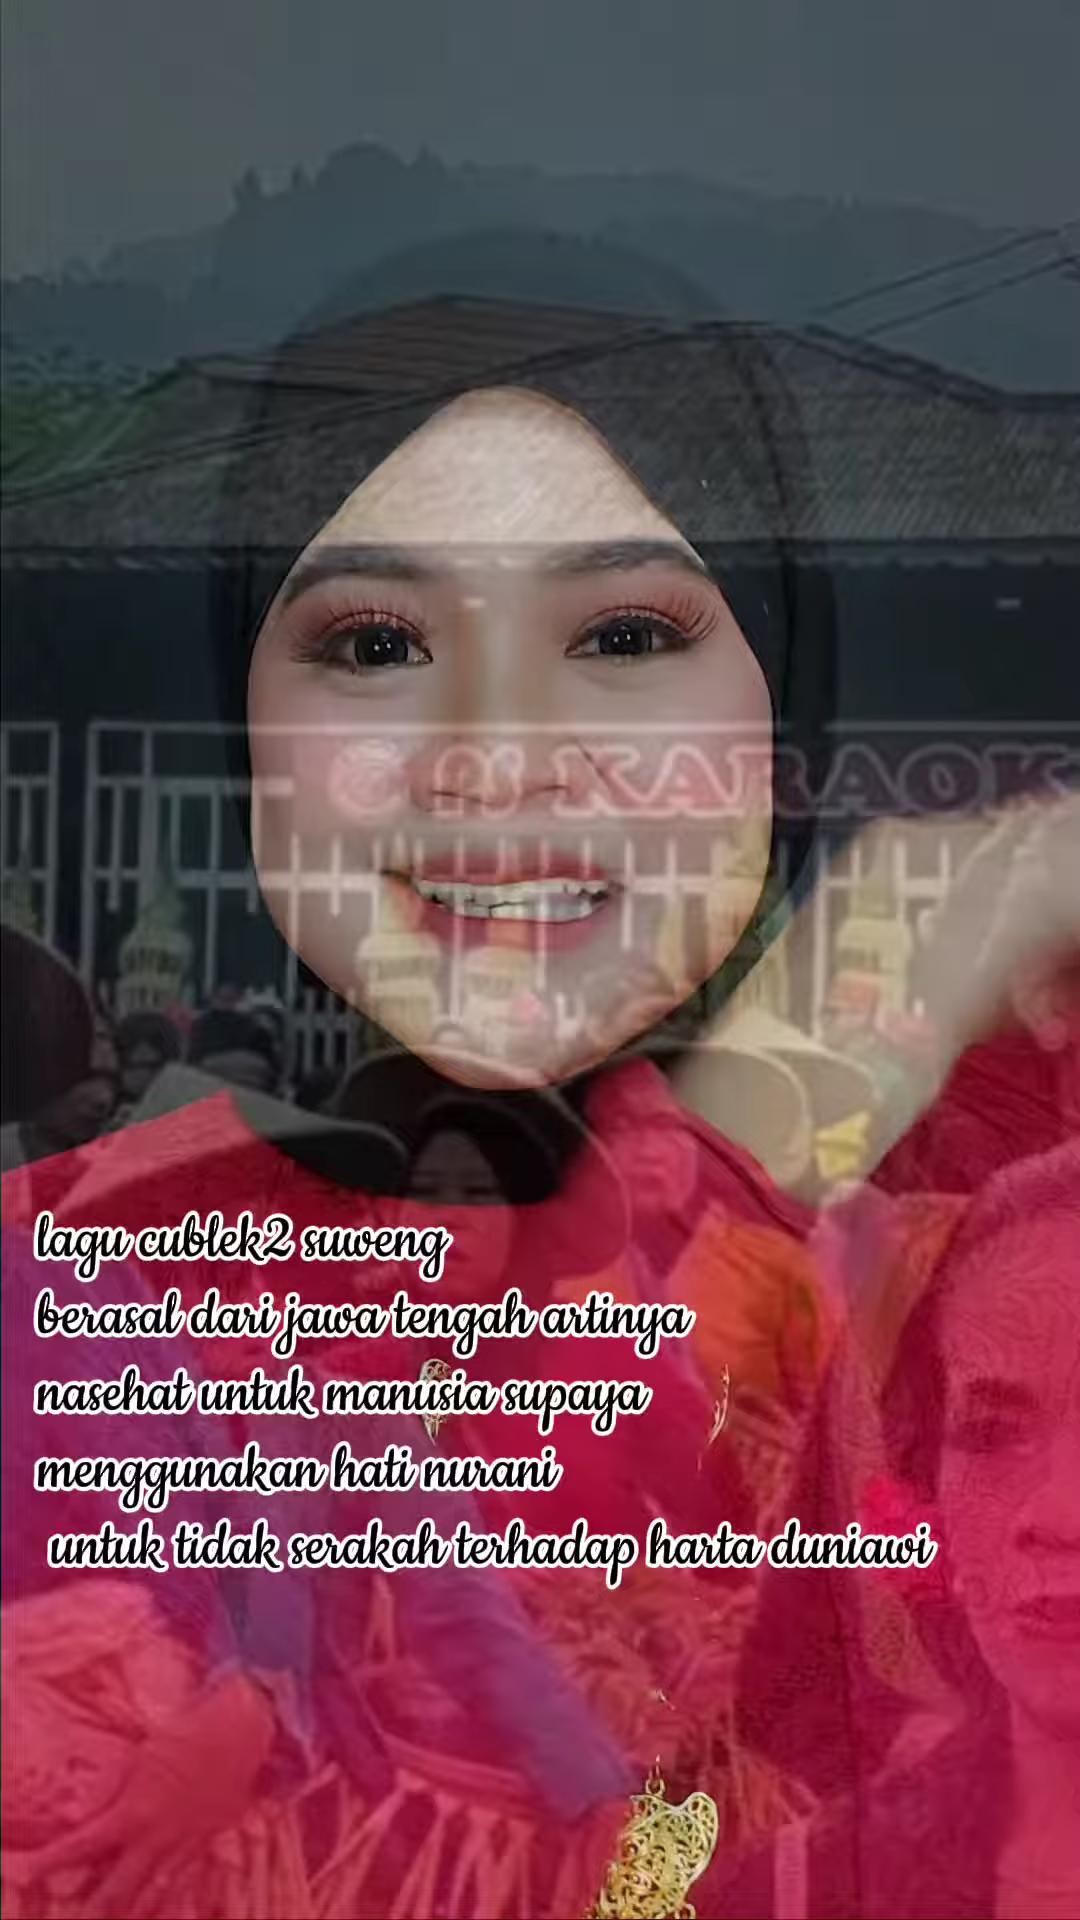 KARAOK
lagu cublek2 suweng
berasal dari jawa tengah artinya
nasehat untuk manusia supaya
menggunakan hati nurani
untuk tidak serakah terhadap harta duniawi